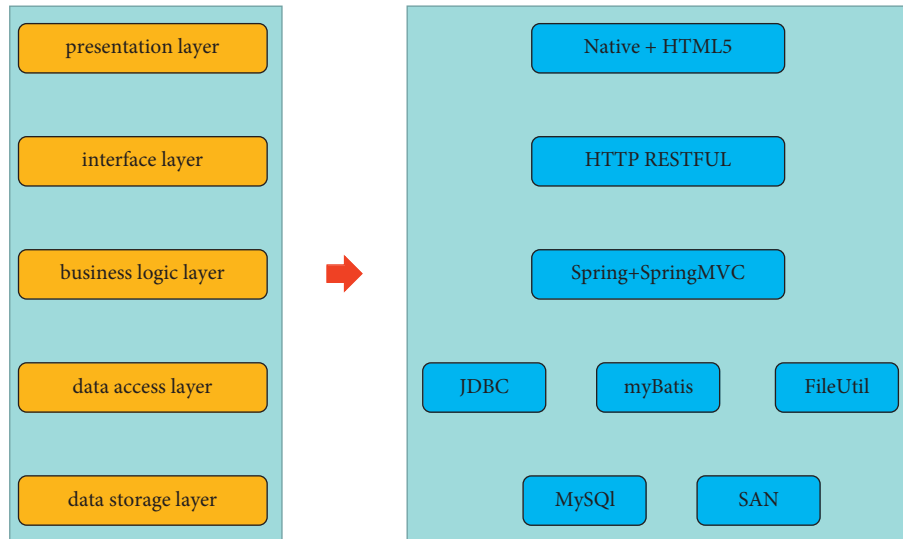 presentation layer
Native + HTML5
interface layer
HTTP RESTFUL
business logic layer
Spring+SpringMVC
data access layer
JDBC
myBatis
FileUtil
data storage layer
MySQl
SAN